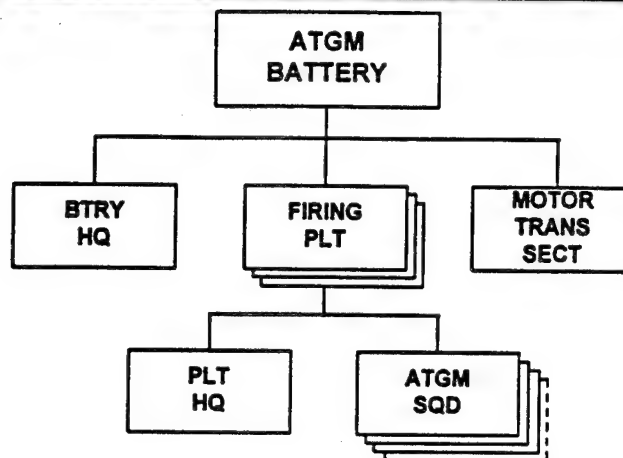 ATGM
BATTERY
BTRY
HQ
FIRING
PLT
MOTOR
TRANS
SECT
PLT
HQ
ATGM
SQD